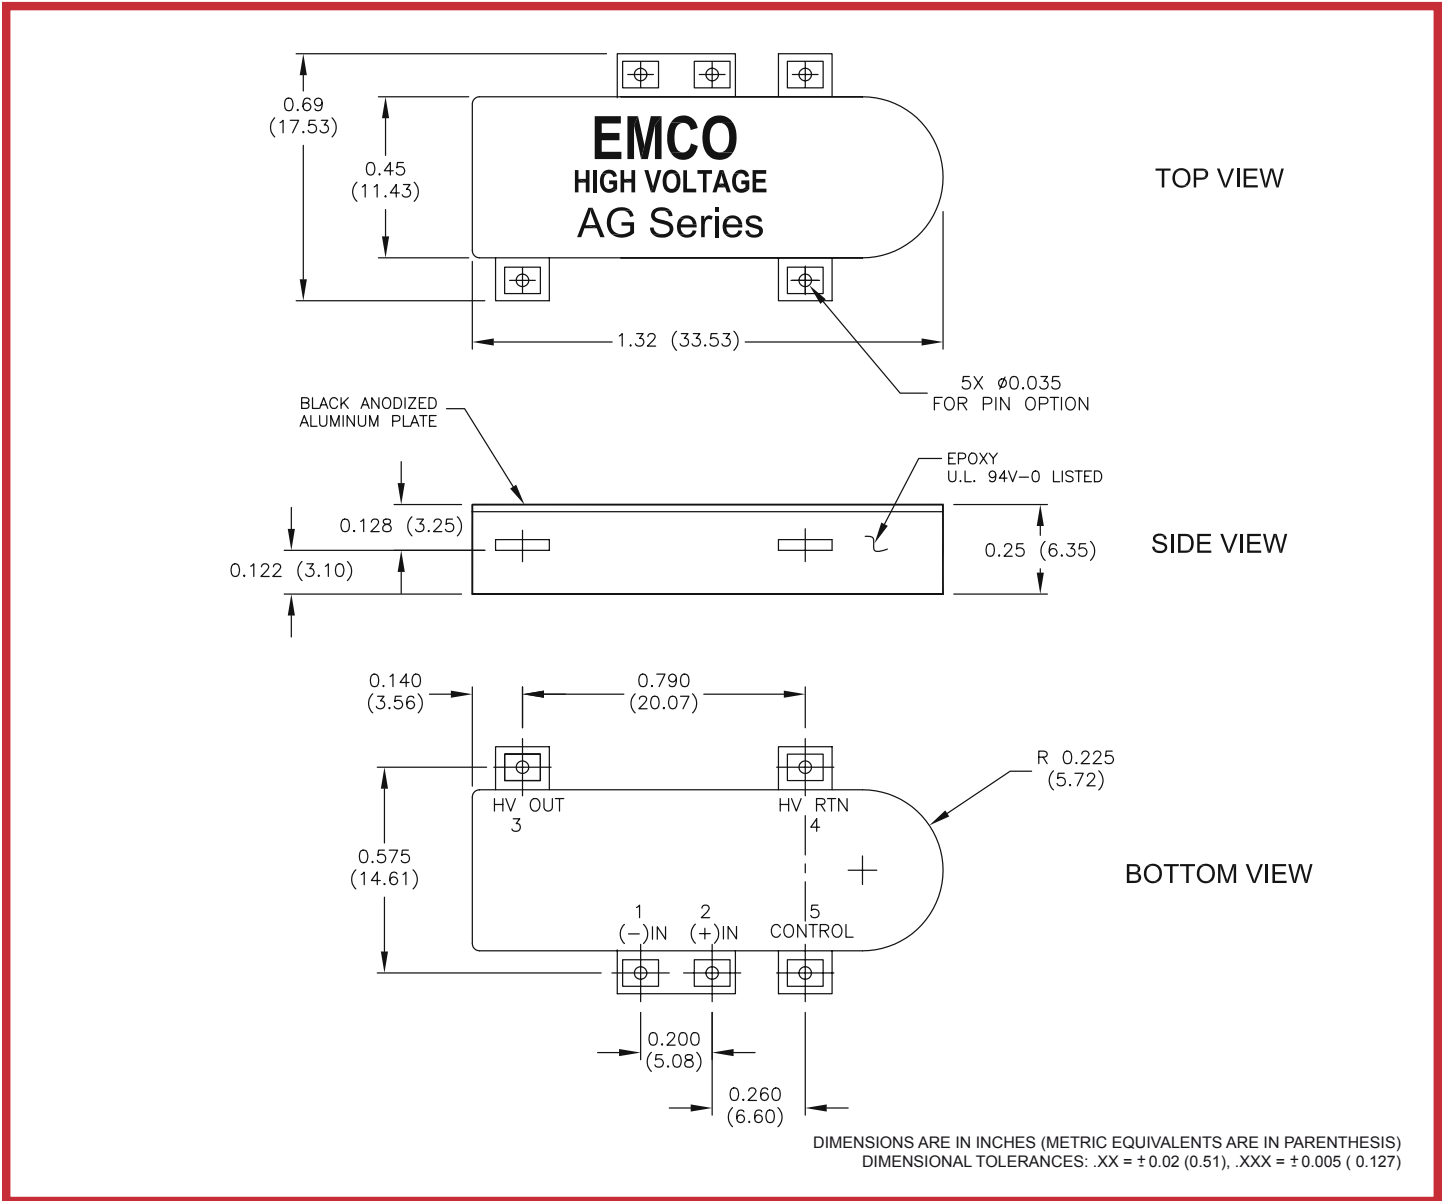 0.69
(17.53)
0.45
(11.43)
EMCO
HIGH VOLTAGE
AG Series
TOP VIEW
1.32 (33.53)
5X ø0.035
FOR PIN OPTION
BLACK ANODIZED
ALUMINUM PLATE
EPOXY
U.L. 94V-0 LISTED
0.128 (3.25)
0.122 (3.10)
0.25 (6.35)
SIDE VIEW
0.140
(3.56)
0.790
(20.07)
R 0.225
(5.72)
HV OUT
3
HV RTN
4
0.575
(14.61)
BOTTOM VIEW
1
(-)IN
2
(+)IN
5
CONTROL
0.200
(5.08)
0.260
(6.60)
DIMENSIONS ARE IN INCHES (METRIC EQUIVALENTS ARE IN PARENTHESIS)
DIMENSIONAL TOLERANCES: .XX = ± 0.02 (0.51), .XXX = ± 0.005 ( 0.127)